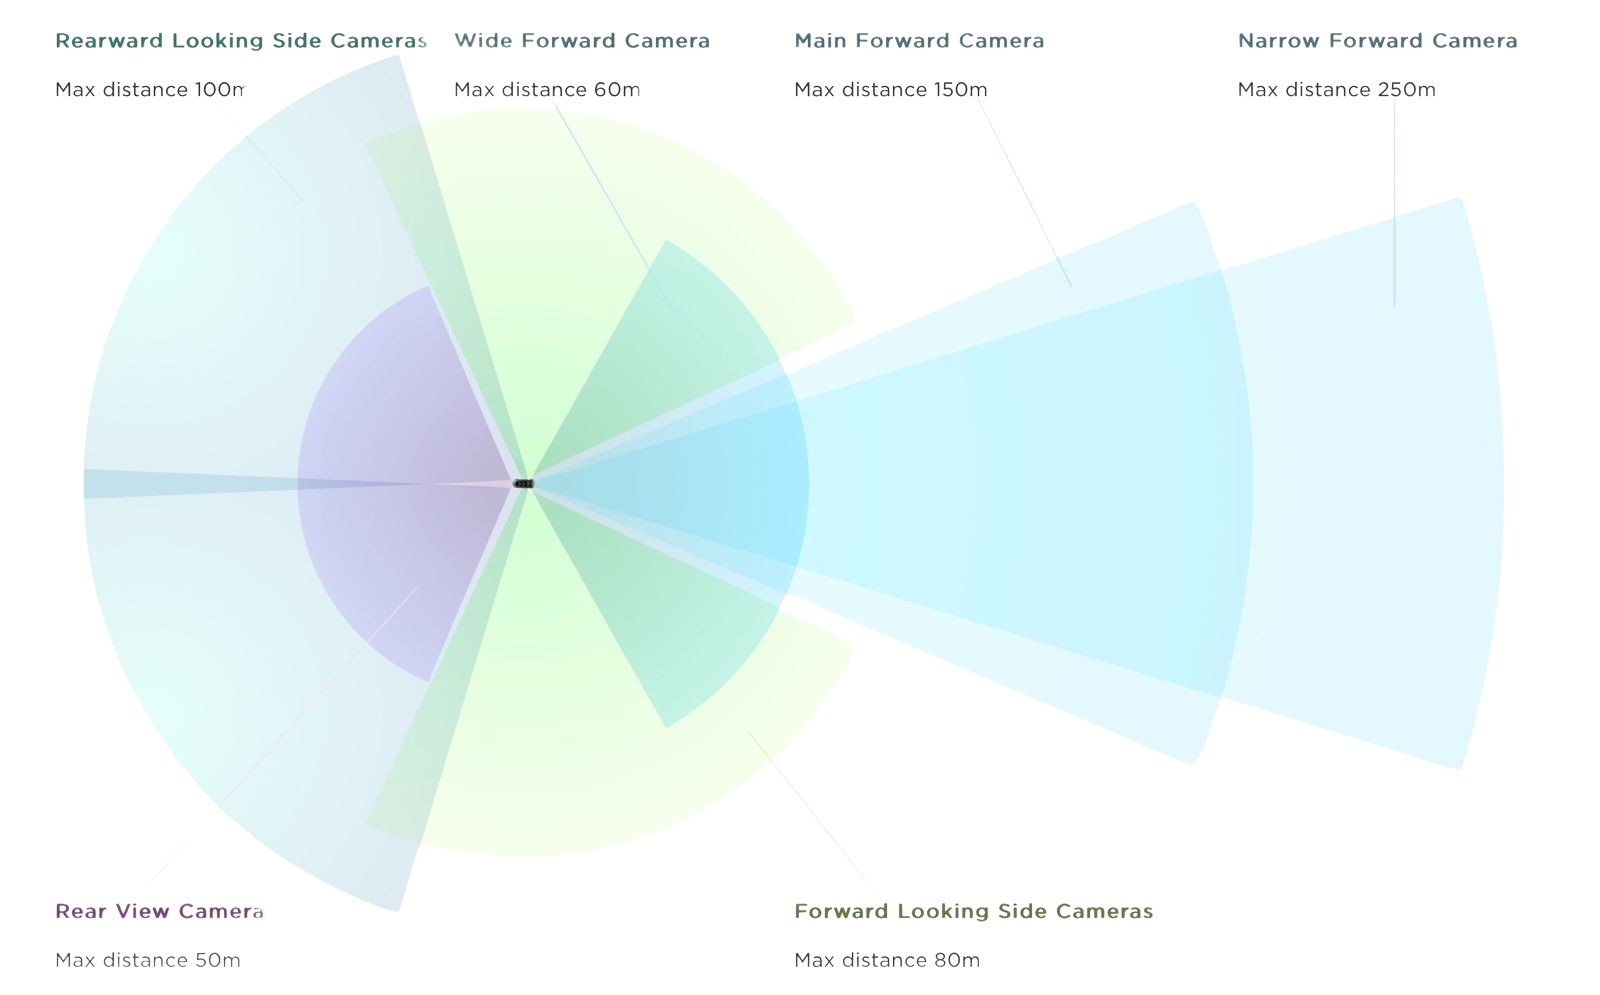 Rearward Looking Side Cameras
Max distance 100m
Wide Forward Camera
Max distance 60m
Main Forward Camera
Max distance 150m
Narrow Forward Camera
Max distance 250m
Rear View Camera
Max distance 50m
Forward Looking Side Cameras
Max distance 80m